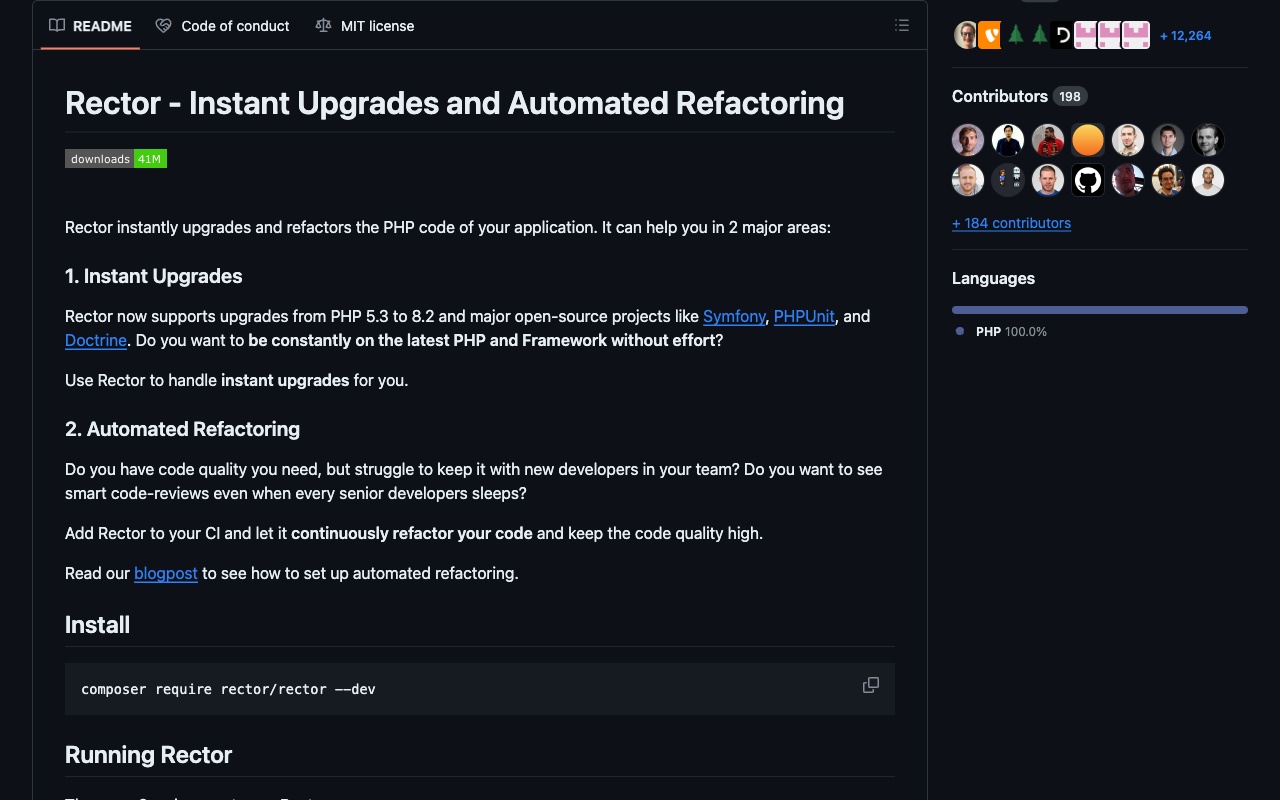 README
Code of conduct
MIT license
Rector - Instant Upgrades and Automated Refactoring
downloads 41M
Rector instantly upgrades and refactors the PHP code of your application. It can help you in 2 major areas:
1. Instant Upgrades
Rector now supports upgrades from PHP 5.3 to 8.2 and major open-source projects like Symfony, PHPUnit, and
Doctrine. Do you want to be constantly on the latest PHP and Framework without effort?
Use Rector to handle instant upgrades for you.
2. Automated Refactoring
Do you have code quality you need, but struggle to keep it with new developers in your team? Do you want to see
smart code-reviews even when every senior developers sleeps?
Add Rector to your CI and let it continuously refactor your code and keep the code quality high.
Read our blogpost to see how to set up automated refactoring.
Install
composer require rector/rector --dev
Running Rector
+ 12,264
Contributors 198
+ 184 contributors
Languages
PHP 100.0%